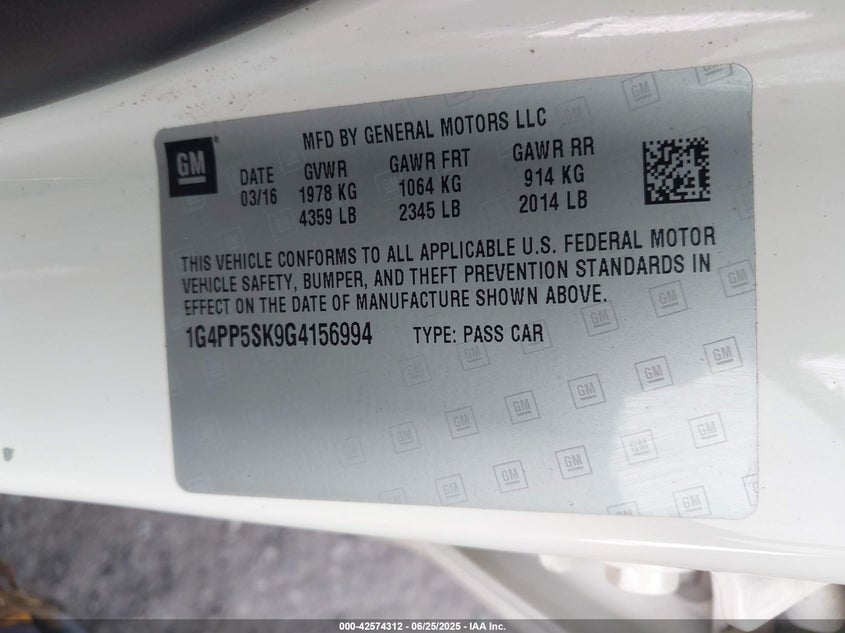 MFD BY GENERAL MOTORS LLC
GM
DATE GVWR GAWR FRT GAWR RR
03/16 1978 KG 1064 KG 914 KG
4359 LB 2345 LB 2014 LB
THIS VEHICLE CONFORMS TO ALL APPLICABLE U.S. FEDERAL MOTOR
VEHICLE SAFETY, BUMPER, AND THEFT PREVENTION STANDARDS IN
EFFECT ON THE DATE OF MANUFACTURE SHOWN ABOVE.
1G4PP5SK9G4156994 TYPE: PASS CAR
000-42574312 - 06/25/2025 - IAA Inc.